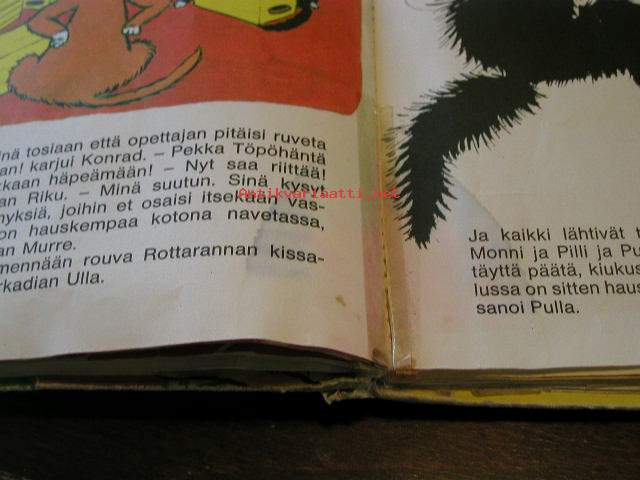 nä tosiaan että opettajan pitäisi ruveta
an! karjui Konrad. – Pekka Töpöhäntä
kaan häpeämään! – Nyt saa riittää!
an Riku. – Minä suutun. Sinä kysyt
myksiä, joihin et osaisi itsekään vas-
on hauskempaa kotona navetassa,
an Murre.
mennään rouva Rottarannan kissa-
rkadian Ulla.
Antikvariaatti.net
Ja kaikki lähtivät t
Monni ja Pilli ja Pu
täyttä päätä, kiukus
lussa on sitten haus
sanoi Pulla.